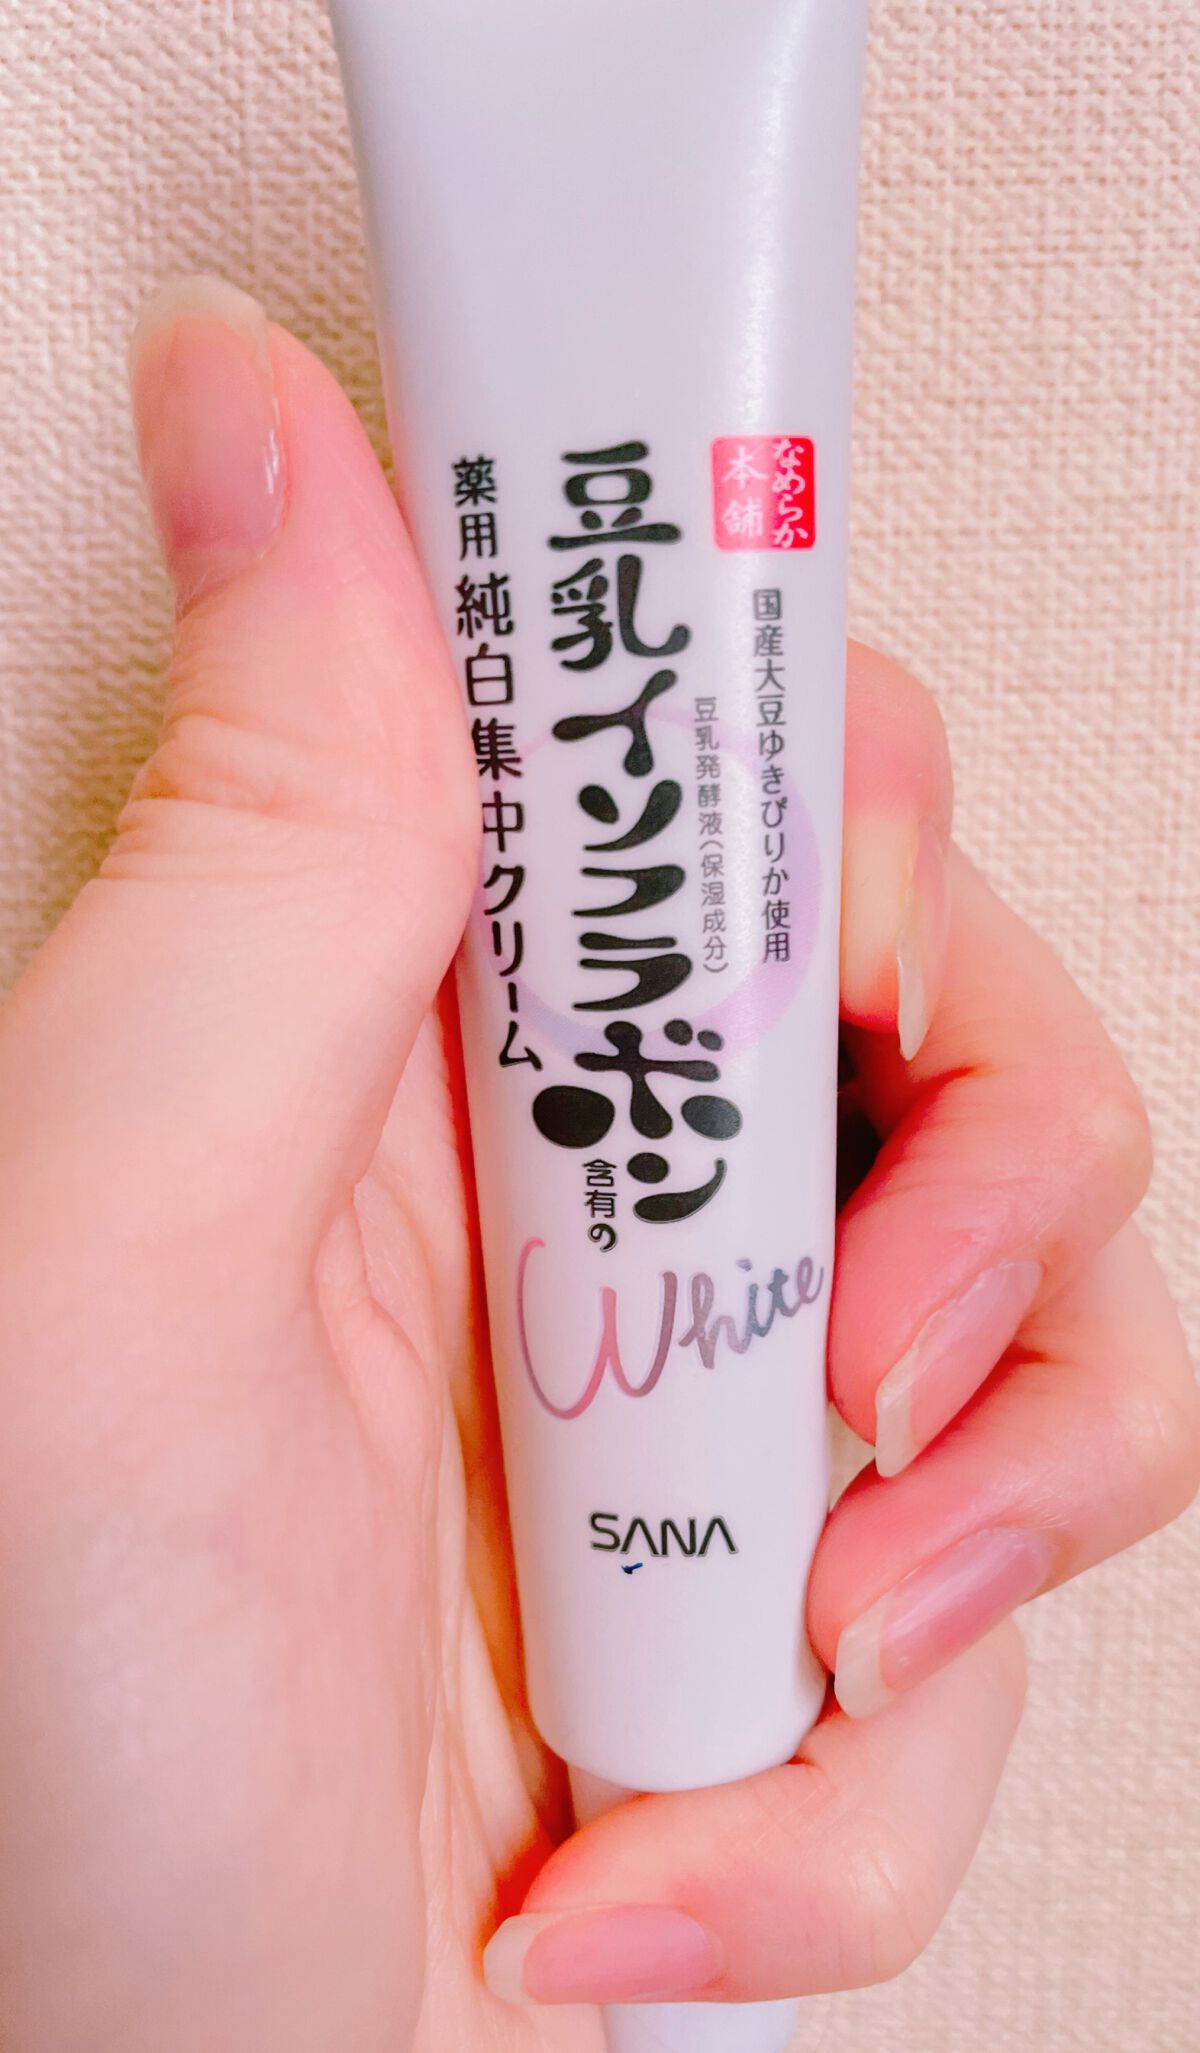 なめらか
本舗
国産大豆ゆきぴりか使用
豆乳発酵液(保湿成分)
豆乳イソフラボン
含有の
White
薬用純白集中クリーム
SANA